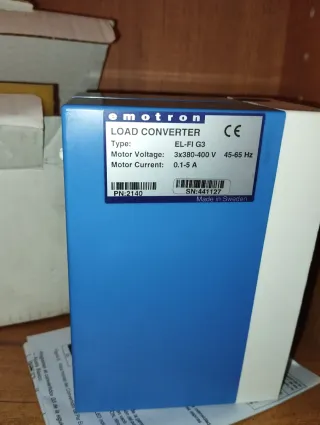 emotron
LOAD CONVERTER CE
Type: EL-FI G3
Motor Voltage: 3x380-400 V 45-65 Hz
Motor Current: 0.1-5 A
PN:2140 SN:441127
Made in Sweden